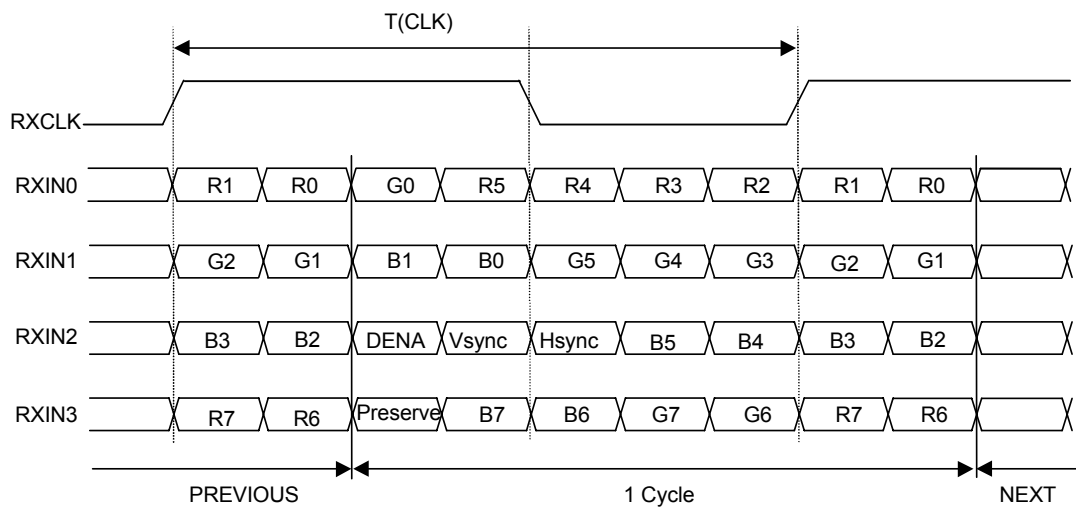 T(CLK)
RXCLK
RXIN0 R1 R0 G0 R5 R4 R3 R2 R1 R0
RXIN1 G2 G1 B1 B0 G5 G4 G3 G2 G1
RXIN2 B3 B2 DENA Vsync Hsync B5 B4 B3 B2
RXIN3 R7 R6 Preserve B7 B6 G7 G6 R7 R6
PREVIOUS 1 Cycle NEXT